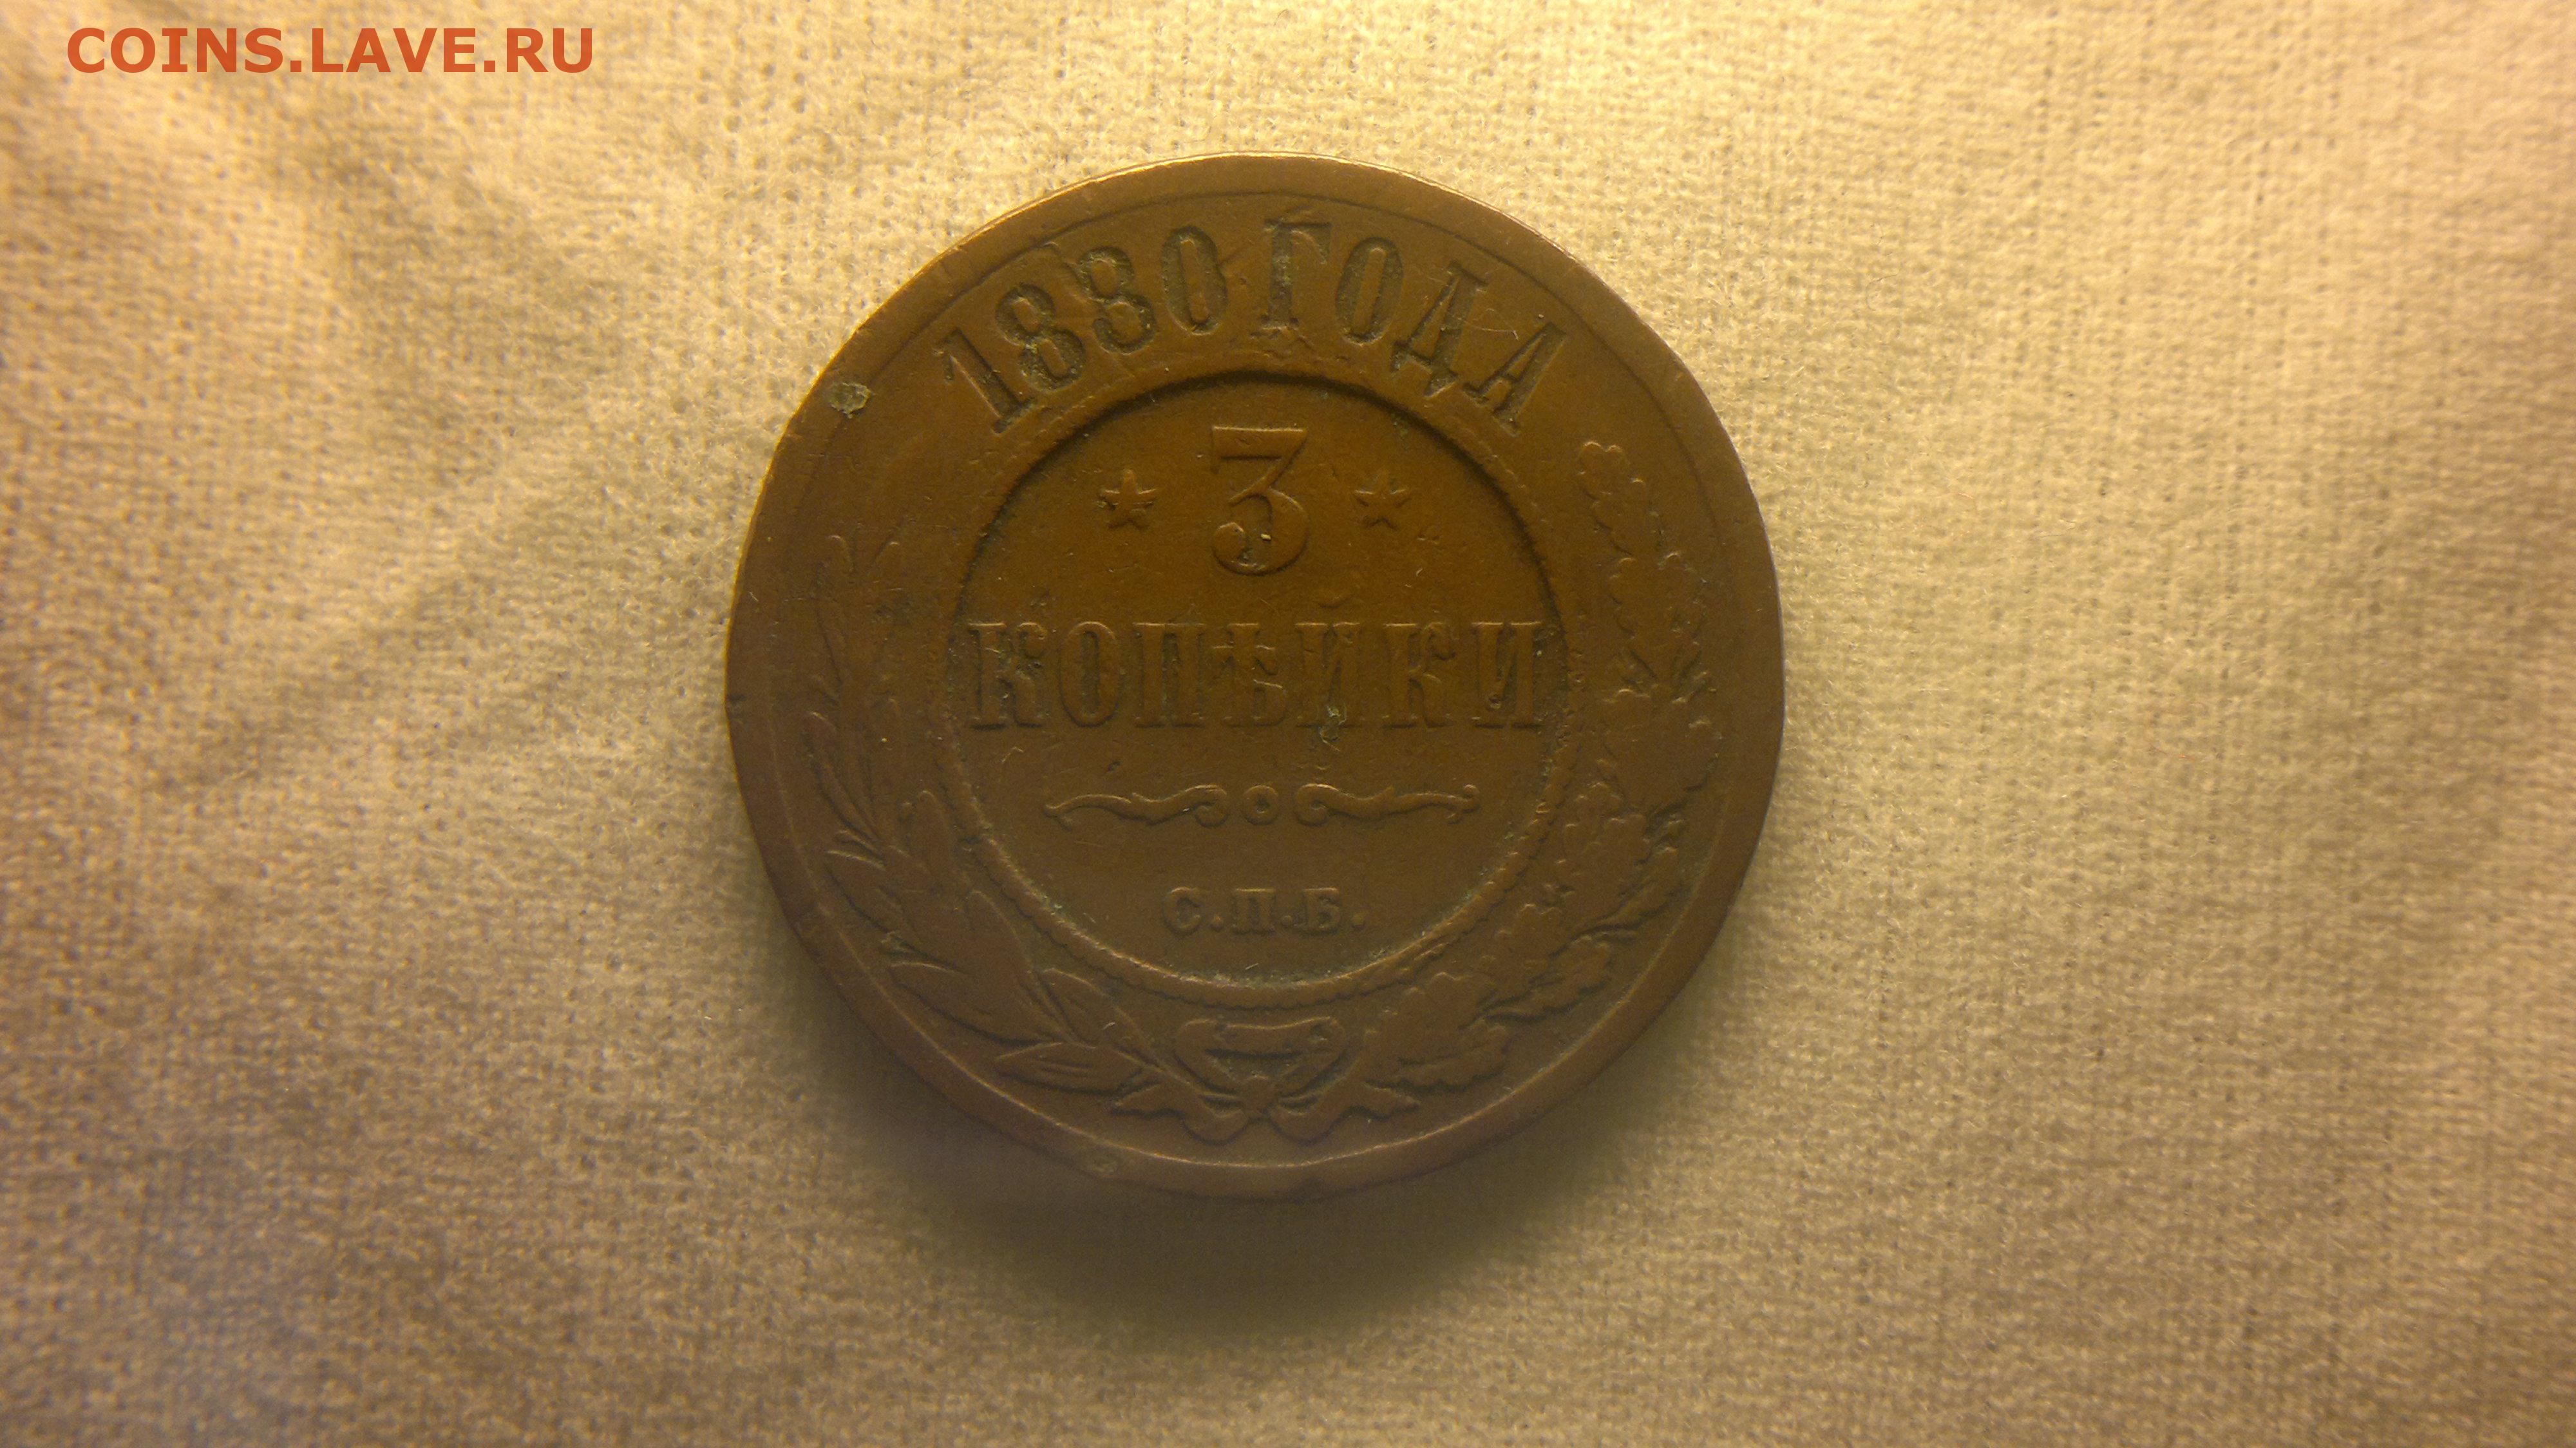 COINS.LAVE.RU
1880 ГОДА
3
КОПѢЙКИ
С.П.Б.